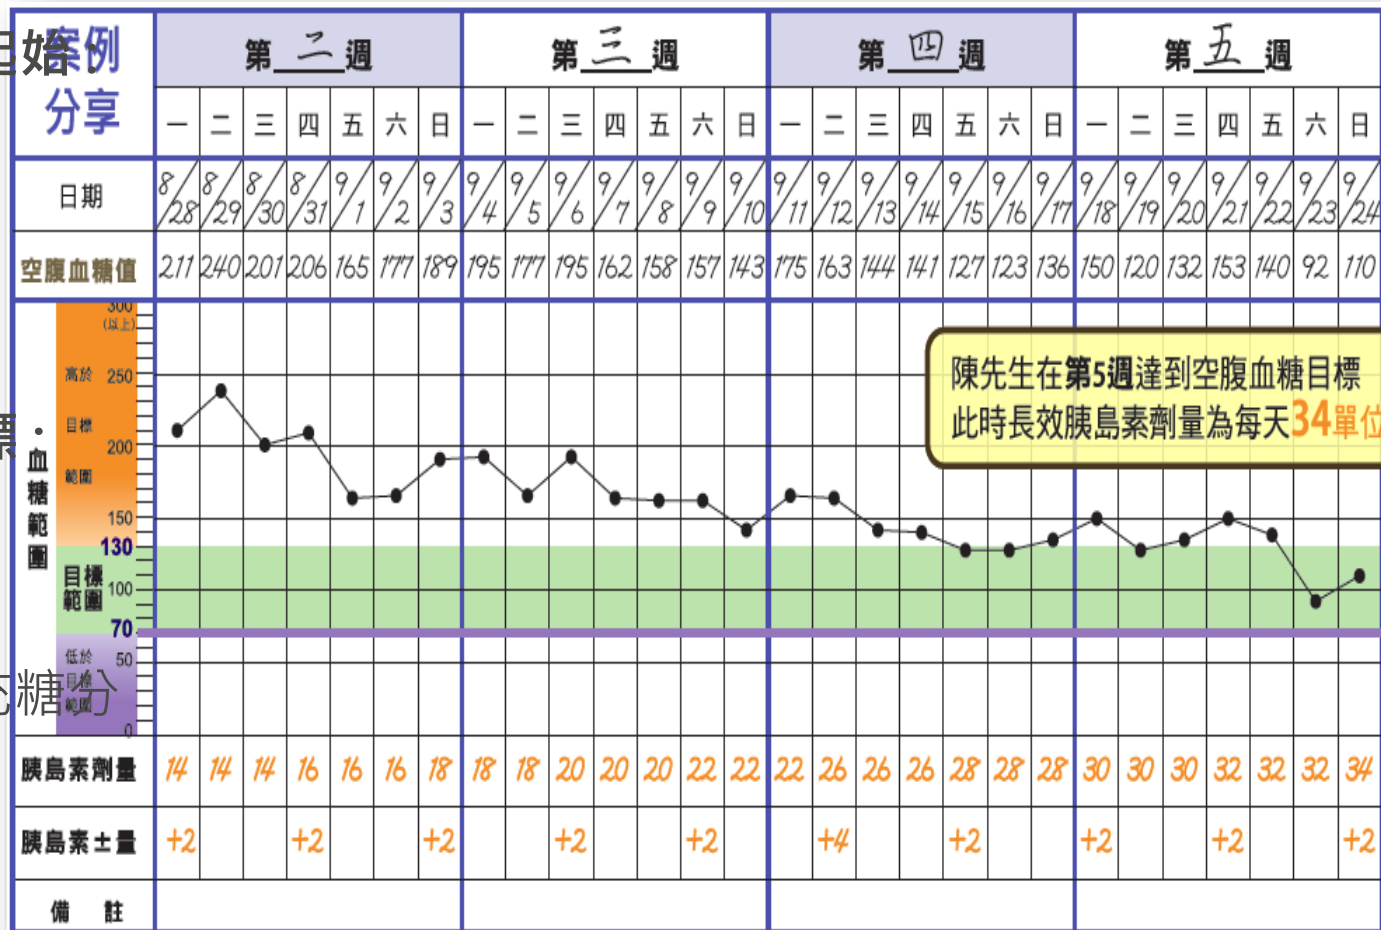 起始：
案例
分享
第 二 週
第 三 週
第 四 週
第 五 週
一 二 三 四 五 六 日 一 二 三 四 五 六 日 一 二 三 四 五 六 日 一 二 三 四 五 六 日
日期 8/28 8/29 8/30 8/31 9/1 9/2 9/3 9/4 9/5 9/6 9/7 9/8 9/9 9/10 9/11 9/12 9/13 9/14 9/15 9/16 9/17 9/18 9/19 9/20 9/21 9/22 9/23 9/24
空腹血糖值 211 240 201 206 165 177 189 195 177 195 162 158 157 143 175 163 144 141 127 123 136 150 120 132 153 140 92 110
300
(以上)
陳先生在第5週達到空腹血糖目標
此時長效胰島素劑量為每天34單位
高於 250
標：
目標
200
範圍
血糖範圍
150
130
目標
範圍 100
70
低於 50
目標
充糖分
範圍
0
胰島素劑量 14 14 14 16 16 16 18 18 18 20 20 20 22 22 22 26 26 26 28 28 28 30 30 30 32 32 32 34
胰島素±量 +2 +2 +2 +2 +2 +4 +2 +2 +2 +2
備 註